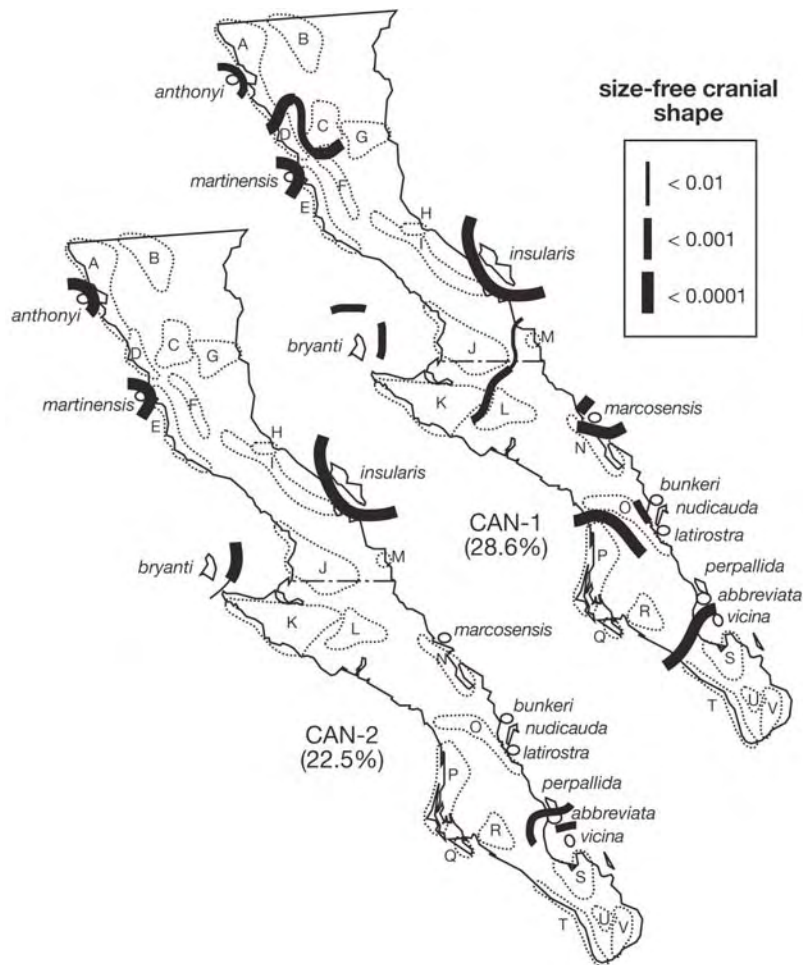 A
B
anthonyi
C
D
G
martinensis
F
E
H
I
insularis
size-free cranial
shape
< 0.01
< 0.001
< 0.0001
bryanti
J
M
K
L
marcosensis
N
CAN-1
(28.6%)
bunkeri
O
nudicauda
latirostra
P
perpallida
abbreviata
vicina
R
Q
S
T
U
V
A
B
anthonyi
C
D
G
martinensis
F
E
H
I
insularis
bryanti
J
M
K
L
marcosensis
N
CAN-2
(22.5%)
bunkeri
O
nudicauda
latirostra
P
perpallida
abbreviata
vicina
R
Q
S
T
U
V